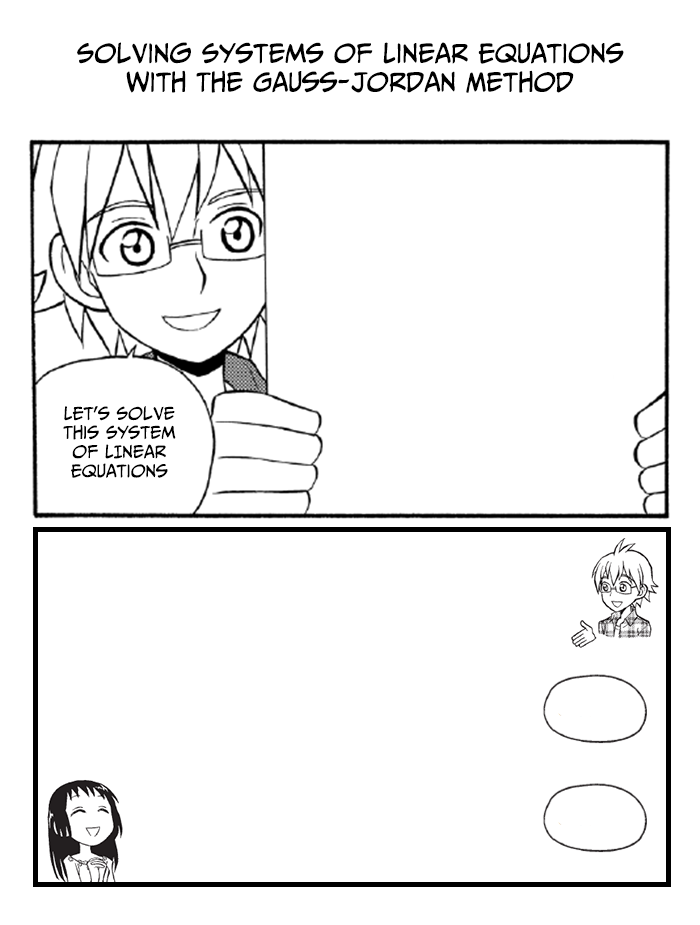 SOLVING SYSTEMS OF LINEAR EQUATIONS
WITH THE GAUSS-JORDAN METHOD
LET'S SOLVE
THIS SYSTEM
OF LINEAR
EQUATIONS